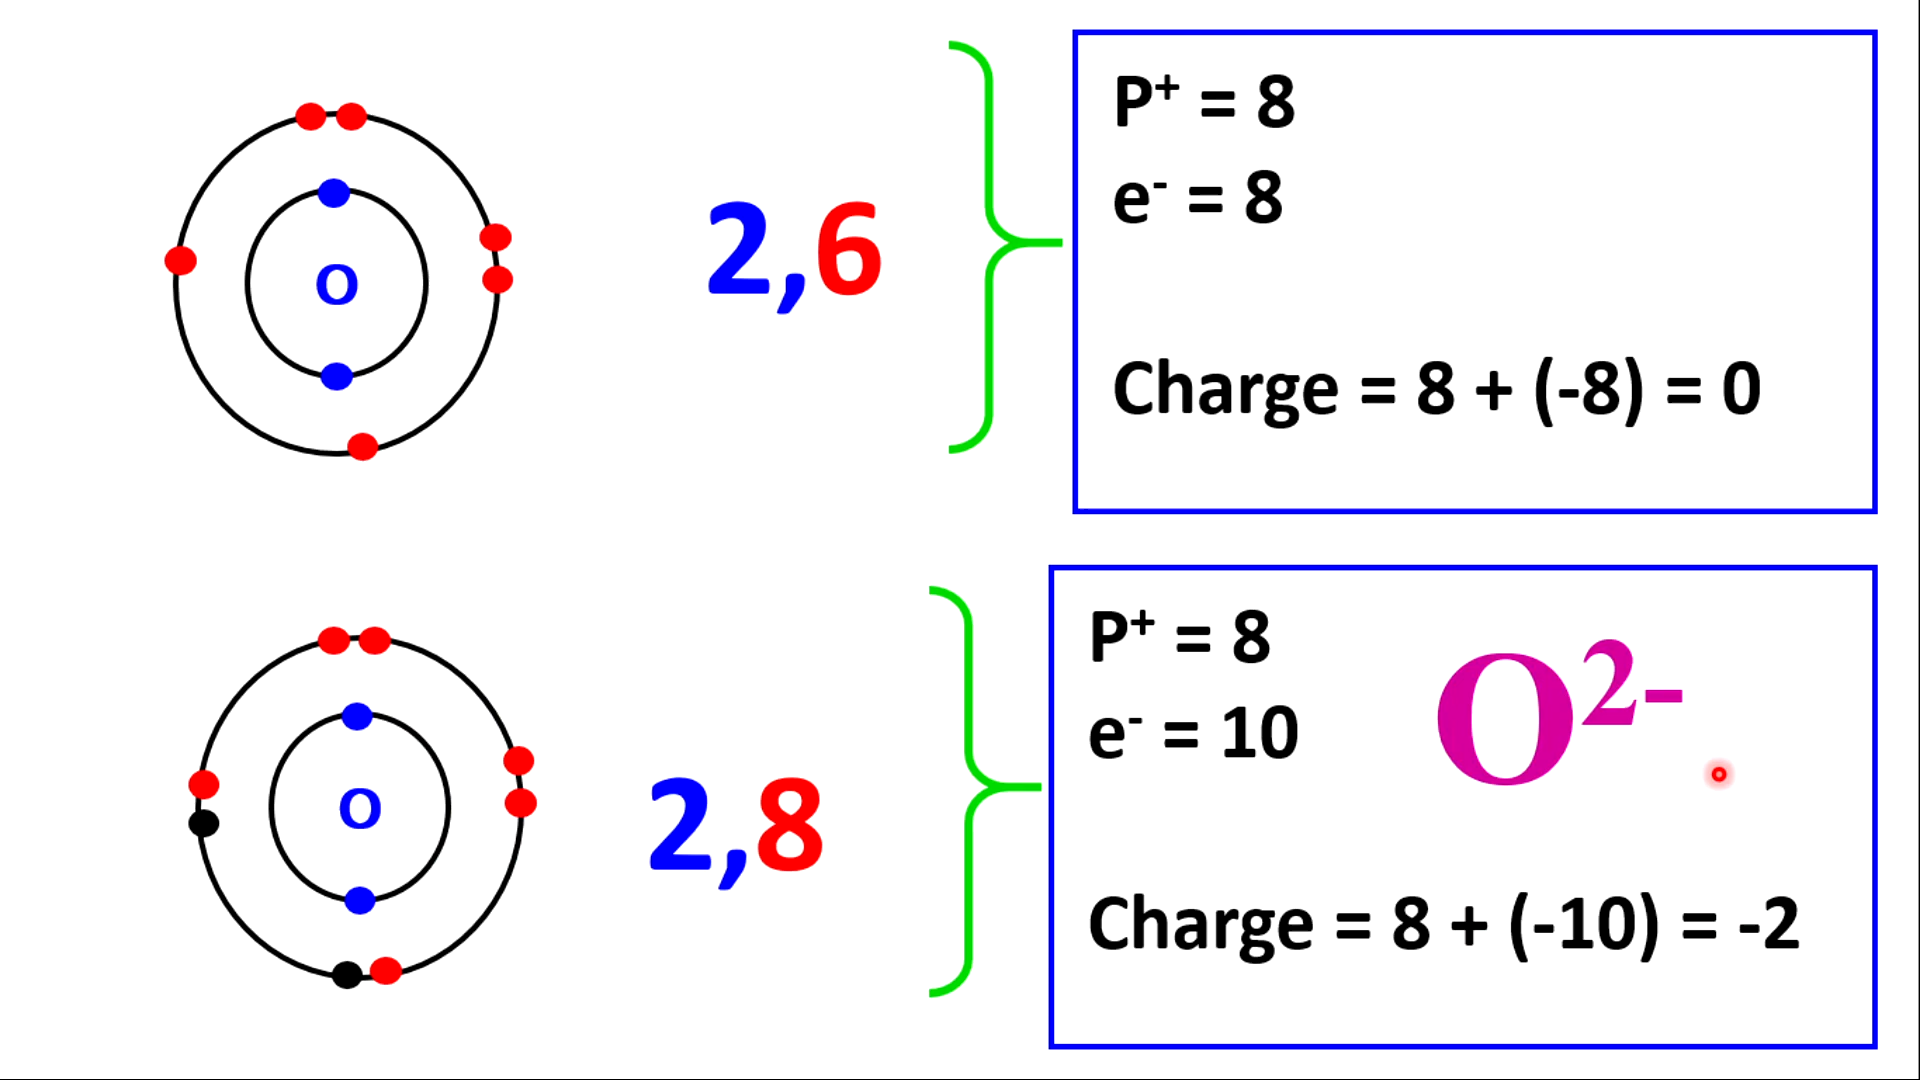 O
2,6
P⁺ = 8
e⁻ = 8
Charge = 8 + (-8) = 0
O
2,8
P⁺ = 8
e⁻ = 10
O²⁻
Charge = 8 + (-10) = -2